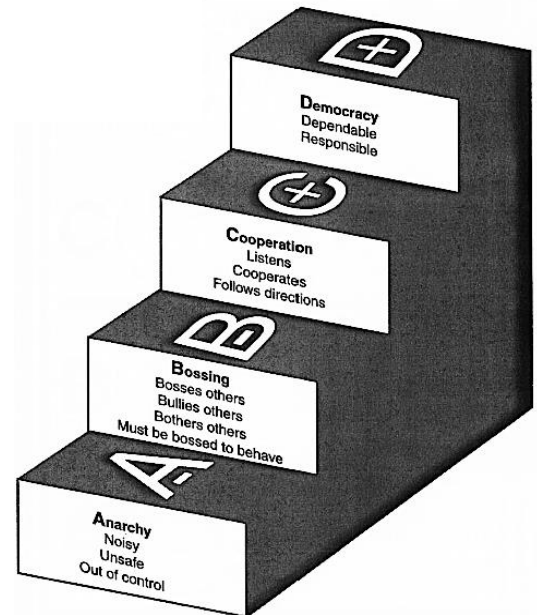 D+
Democracy
Dependable
Responsible
C+
Cooperation
Listens
Cooperates
Follows directions
B-
Bossing
Bosses others
Bullies others
Bothers others
Must be bossed to behave
A-
Anarchy
Noisy
Unsafe
Out of control